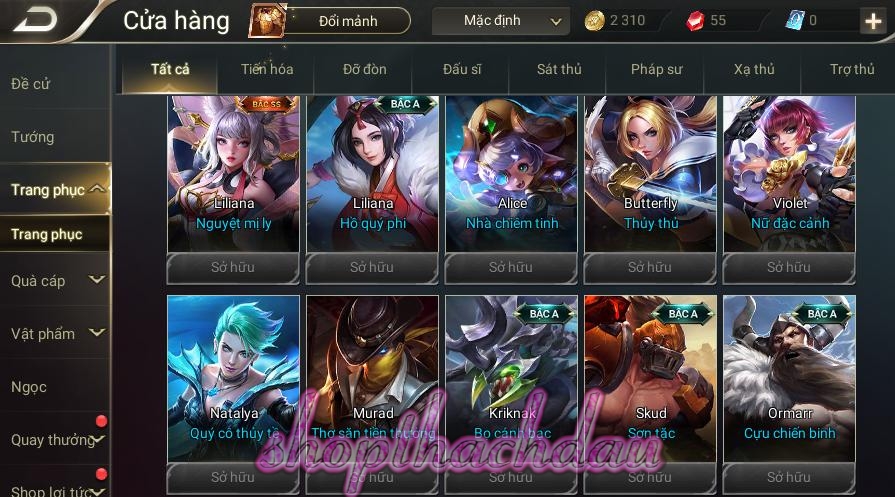 Cửa hàng
Đổi mảnh
Mặc định
2 310
55
0
Đề cử
Tướng
Trang phục
Trang phục
Quà cáp
Vật phẩm
Ngọc
Quay thưởng
Shop lợi tức
Tất cả
Tiến hóa
Đỡ đòn
Đấu sĩ
Sát thủ
Pháp sư
Xạ thủ
Trợ thủ
BẬC SS
BẬC A
Liliana
Nguyệt mị ly
Liliana
Hồ quý phi
Alice
Nhà chiêm tinh
Butterfly
Thủy thủ
Violet
Nữ đặc cảnh
Sở hữu
Sở hữu
Sở hữu
Sở hữu
Sở hữu
BẬC A
BẬC A
BẬC A
Natalya
Quý cô thủy tề
Murad
Thợ săn tiền thưởng
Kriknak
Bọ cánh bạc
Skud
Sơn tặc
Ormarr
Cựu chiến binh
shoplhachdau
Sở hữu
Sở hữu
Sở hữu
Sở hữu
Sở hữu